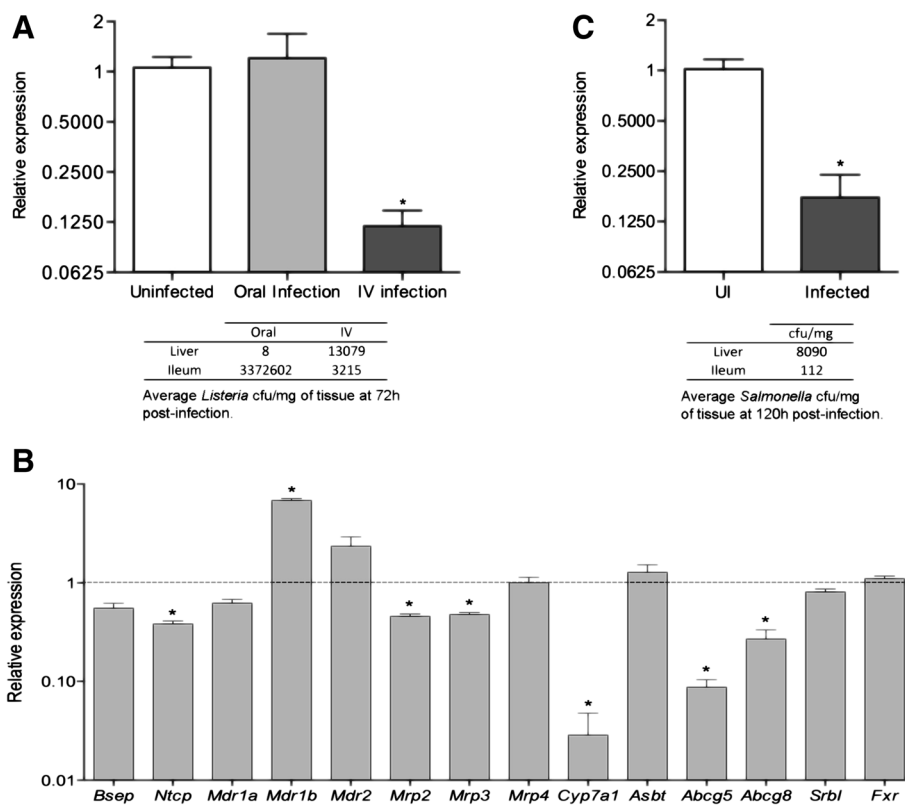 A
Relative expression
2
1
0.5000
0.2500
0.1250
0.0625
*
Uninfected Oral Infection IV infection
Oral IV
Liver 8 13079
Ileum 3372602 3215
Average Listeria cfu/mg of tissue at 72h
post-infection.
C
Relative expression
2
1
0.5000
0.2500
0.1250
0.0625
*
UI Infected
cfu/mg
Liver 8090
Ileum 112
Average Salmonella cfu/mg
of tissue at 120h post-infection.
B
Relative expression
10
1
0.10
0.01
* * * * * * *
Bsep Ntcp Mdr1a Mdr1b Mdr2 Mrp2 Mrp3 Mrp4 Cyp7a1 Asbt Abcg5 Abcg8 Srbl Fxr